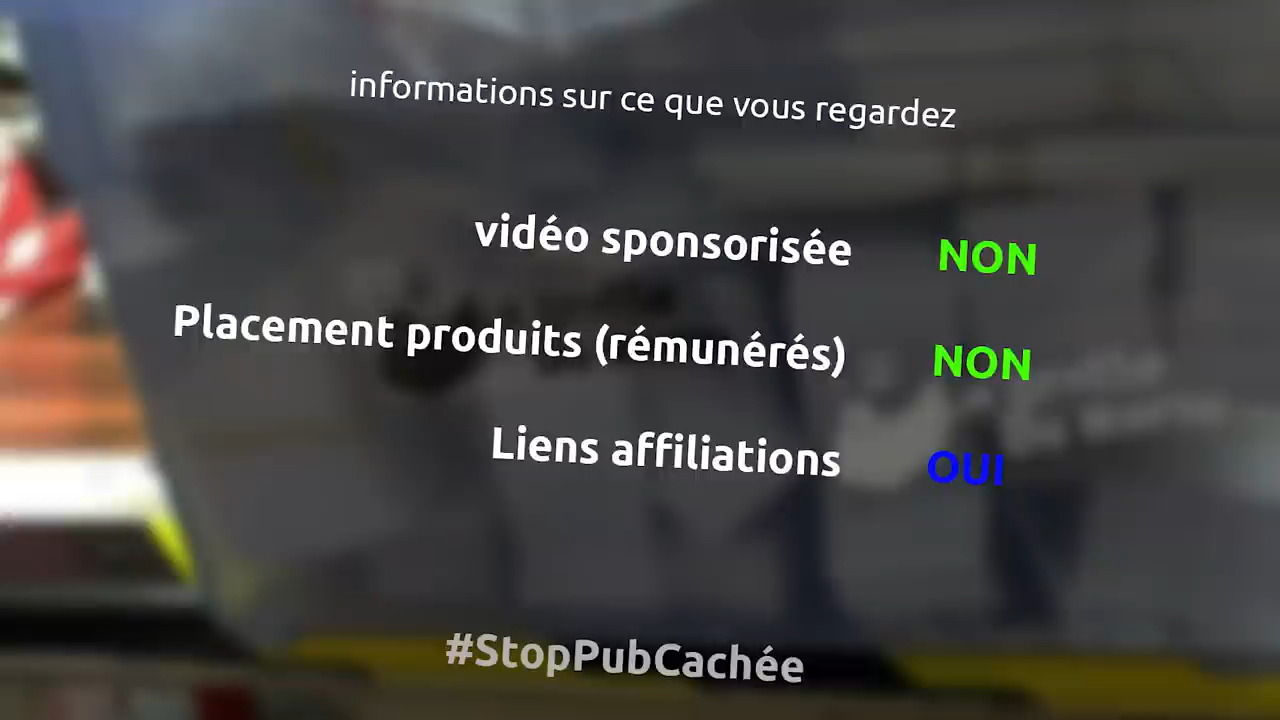 informations sur ce que vous regardez
vidéo sponsorisée NON
Placement produits (rémunérés) NON
Liens affiliations OUI
#StopPubCachée